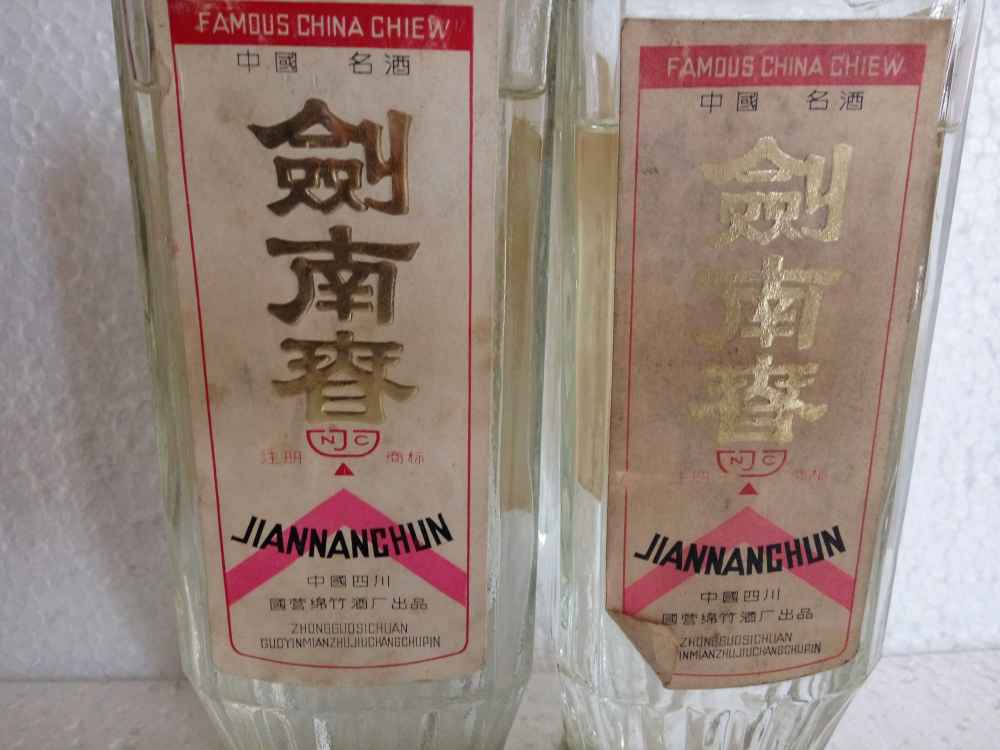 FAMOUS CHINA CHIEW
中國 名酒
劍南春
NJC
注册 商标
JIANNANCHUN
中國四川
國营绵竹酒厂出品
ZHONGGUOSICHUAN
GUOYINMIANZHUJIUCHANGCHUPIN
FAMOUS CHINA CHIEW
中國 名酒
劍南春
NJC
商标
JIANNANCHUN
中國四川
國营绵竹酒厂出品
ZHONGGUOSICHUAN
INMIANZHUJIUCHANGCHUPIN